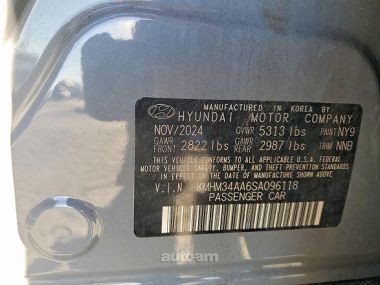 MANUFACTURED IN KOREA BY
HYUNDAI MOTOR COMPANY
NOV/2024 GVWR 5313 lbs PAINT NY9
GAWR FRONT 2822 lbs GAWR REAR 2987 lbs TRIM NNB
THIS VEHICLE CONFORMS TO ALL APPLICABLE
U.S. FEDERAL MOTOR VEHICLE SAFETY, BUMPER, AND THEFT
PREVENTION STANDARDS IN EFFECT ON THE
DATE OF MANUFACTURE SHOWN ABOVE.
V.I.N : KMHM34AA6SA096118
PASSENGER CAR
autoam